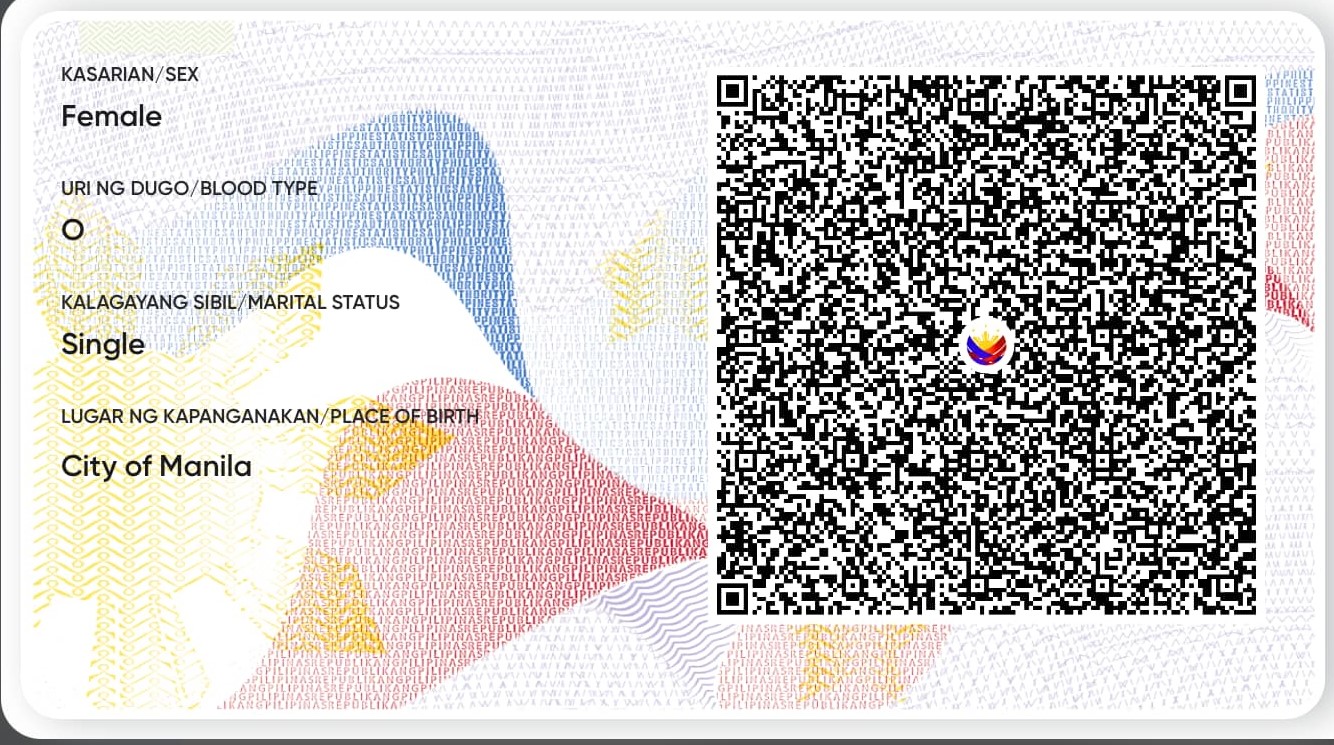 KASARIAN/SEX
Female
URI NG DUGO/BLOOD TYPE
O
KALAGAYANG SIBIL/MARITAL STATUS
Single
LUGAR NG KAPANGANAKAN/PLACE OF BIRTH
City of Manila